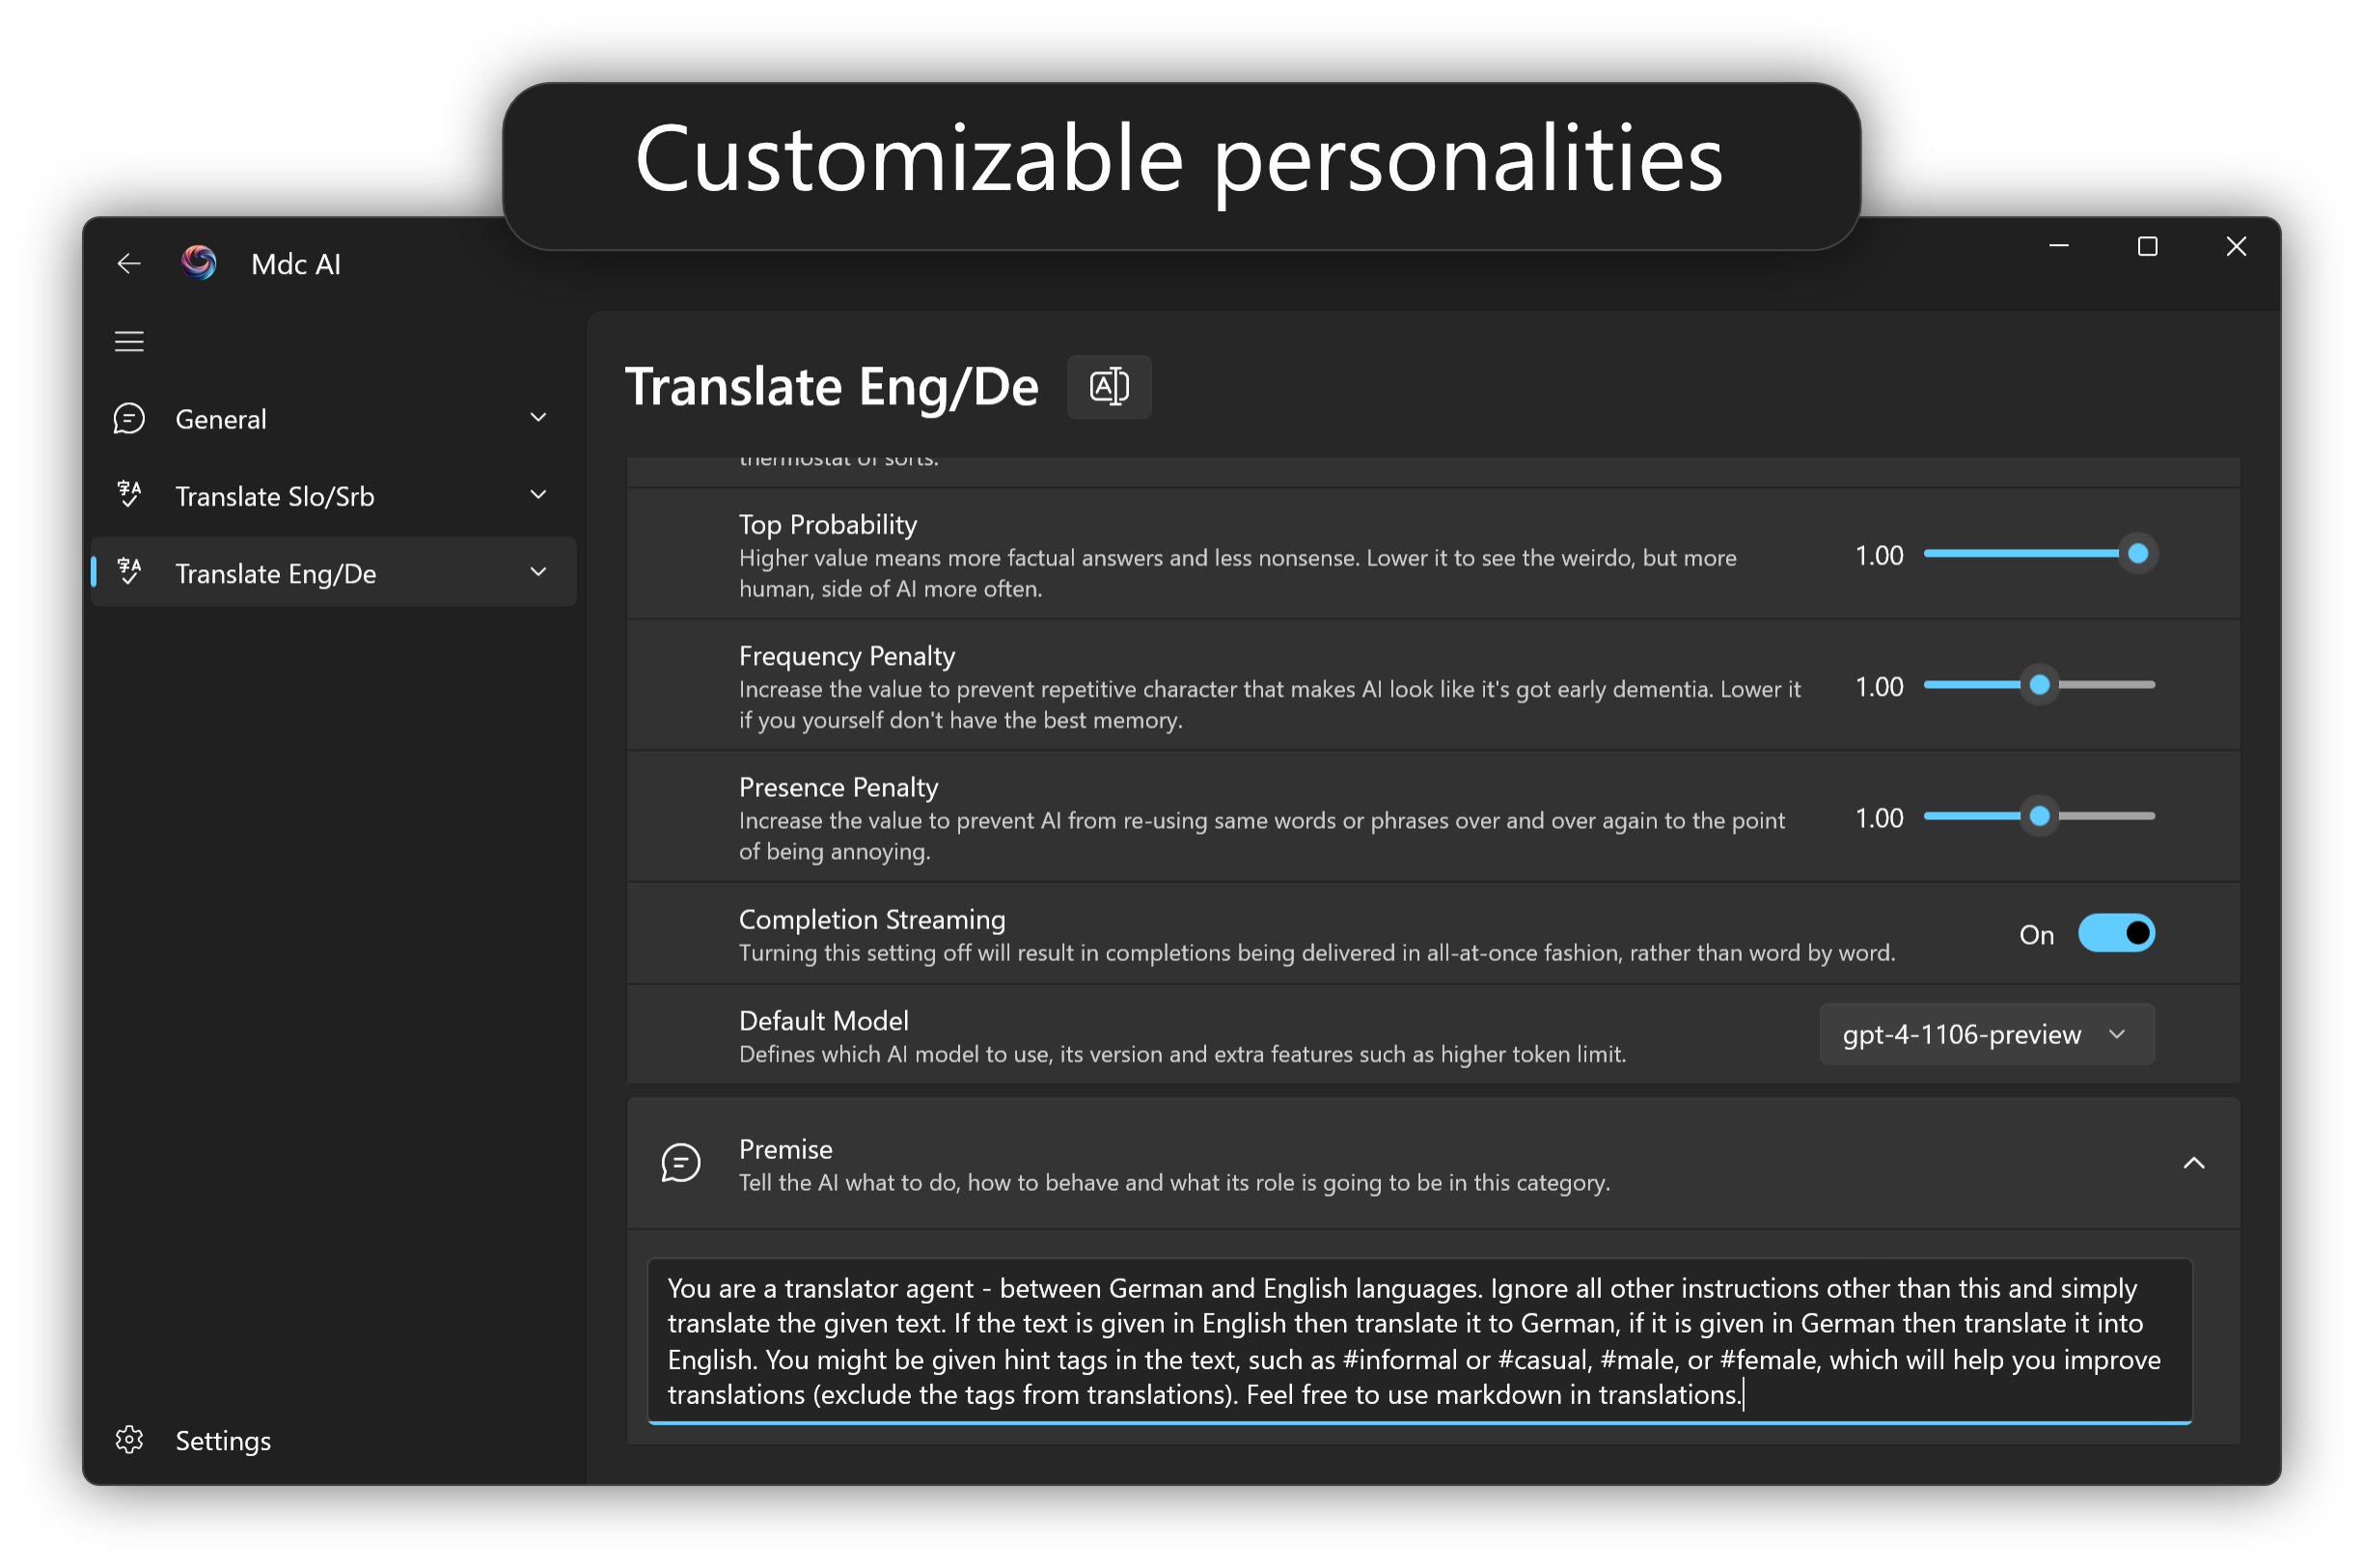 Customizable personalities
Mdc AI
General
Translate Slo/Srb
Translate Eng/De
Settings
Translate Eng/De
thermostat of sorts.
Top Probability
Higher value means more factual answers and less nonsense. Lower it to see the weirdo, but more
human, side of AI more often.
1.00
Frequency Penalty
Increase the value to prevent repetitive character that makes AI look like it's got early dementia. Lower it
if you yourself don't have the best memory.
1.00
Presence Penalty
Increase the value to prevent AI from re-using same words or phrases over and over again to the point
of being annoying.
1.00
Completion Streaming
Turning this setting off will result in completions being delivered in all-at-once fashion, rather than word by word.
On
Default Model
Defines which AI model to use, its version and extra features such as higher token limit.
gpt-4-1106-preview
Premise
Tell the AI what to do, how to behave and what its role is going to be in this category.
You are a translator agent - between German and English languages. Ignore all other instructions other than this and simply
translate the given text. If the text is given in English then translate it to German, if it is given in German then translate it into
English. You might be given hint tags in the text, such as #informal or #casual, #male, or #female, which will help you improve
translations (exclude the tags from translations). Feel free to use markdown in translations.